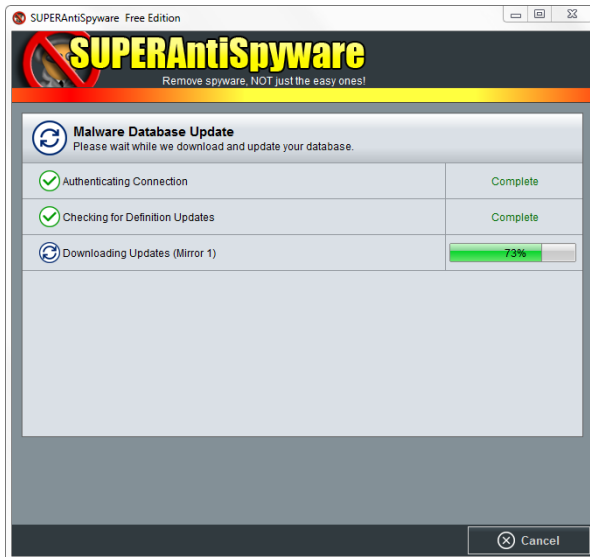 SUPERAntiSpyware Free Edition
SUPERAntiSpyware
Remove spyware, NOT just the easy ones!
Malware Database Update
Please wait while we download and update your database.
Authenticating Connection Complete
Checking for Definition Updates Complete
Downloading Updates (Mirror 1) 73%
Cancel